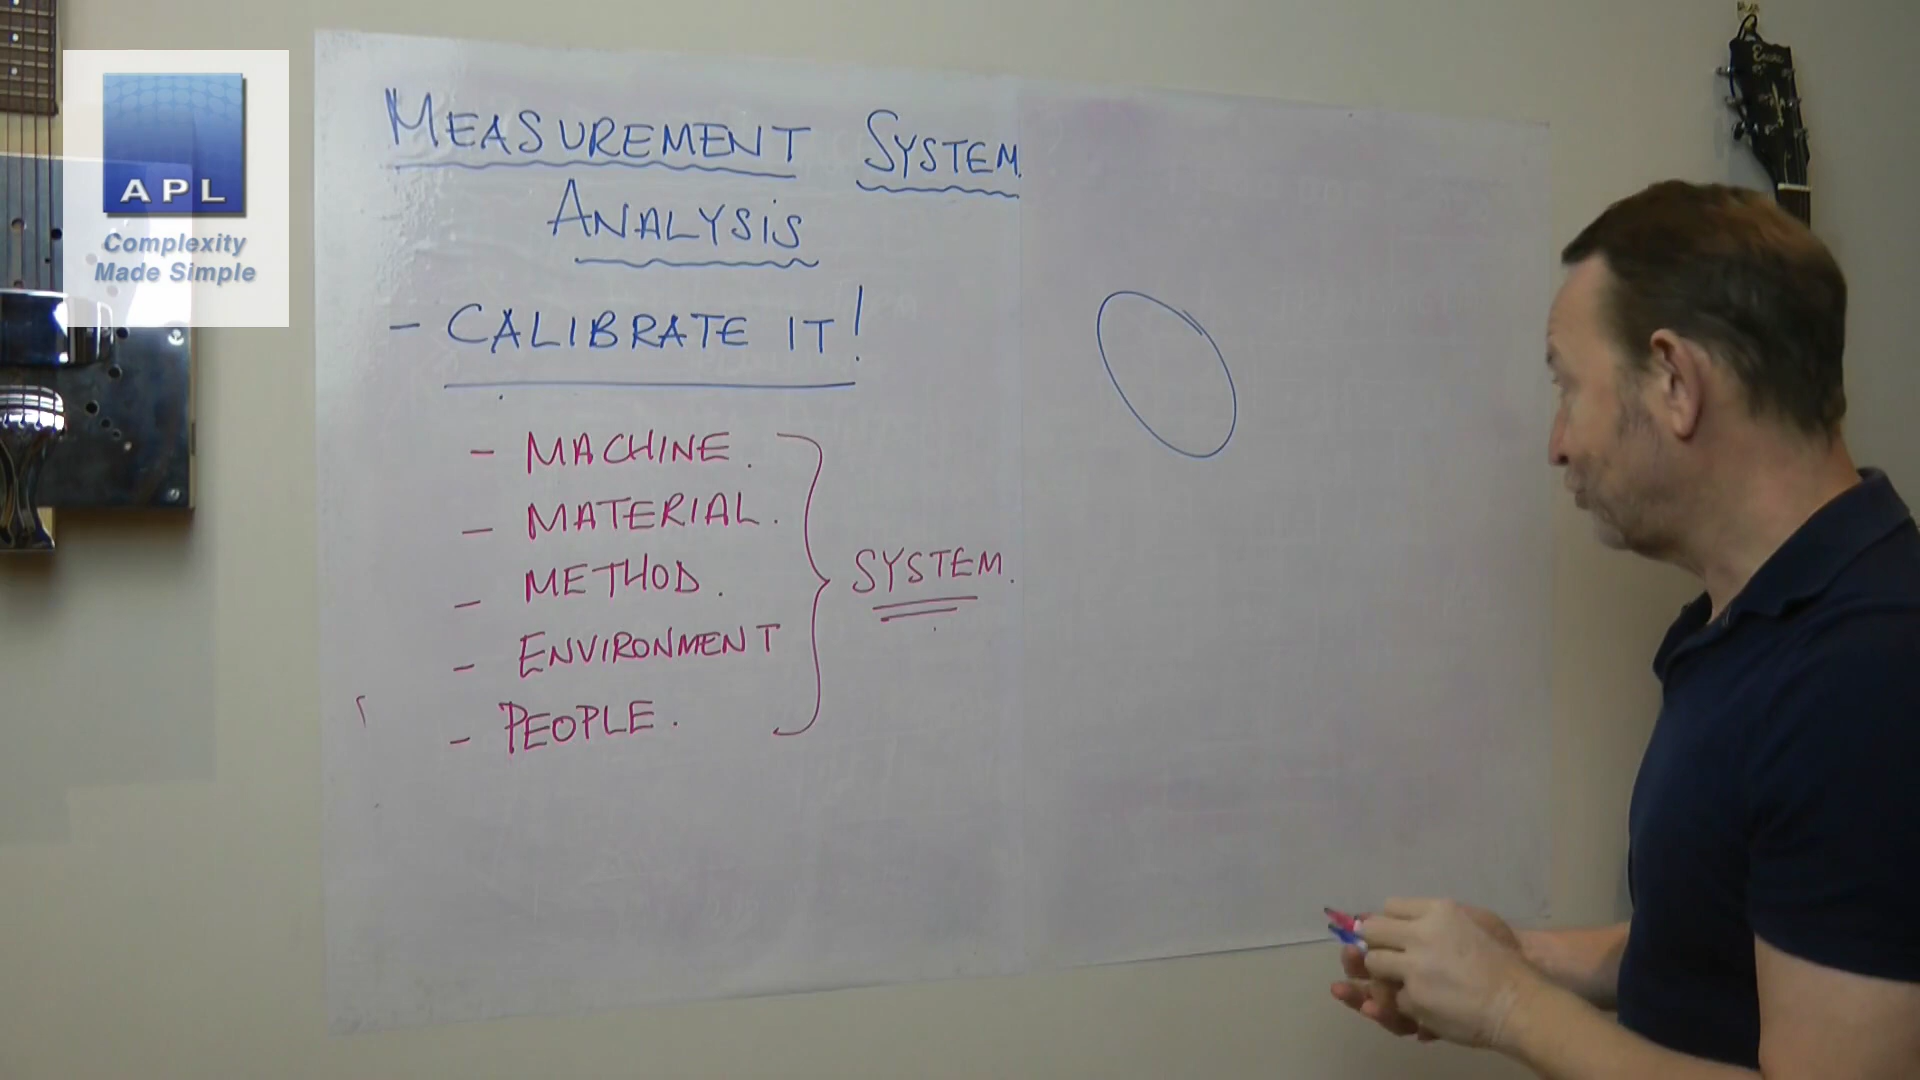 APL
Complexity
Made Simple
MEASUREMENT SYSTEM
ANALYSIS
- CALIBRATE IT!
- MACHINE.
- MATERIAL.
- METHOD.
- ENVIRONMENT
- PEOPLE.
SYSTEM.